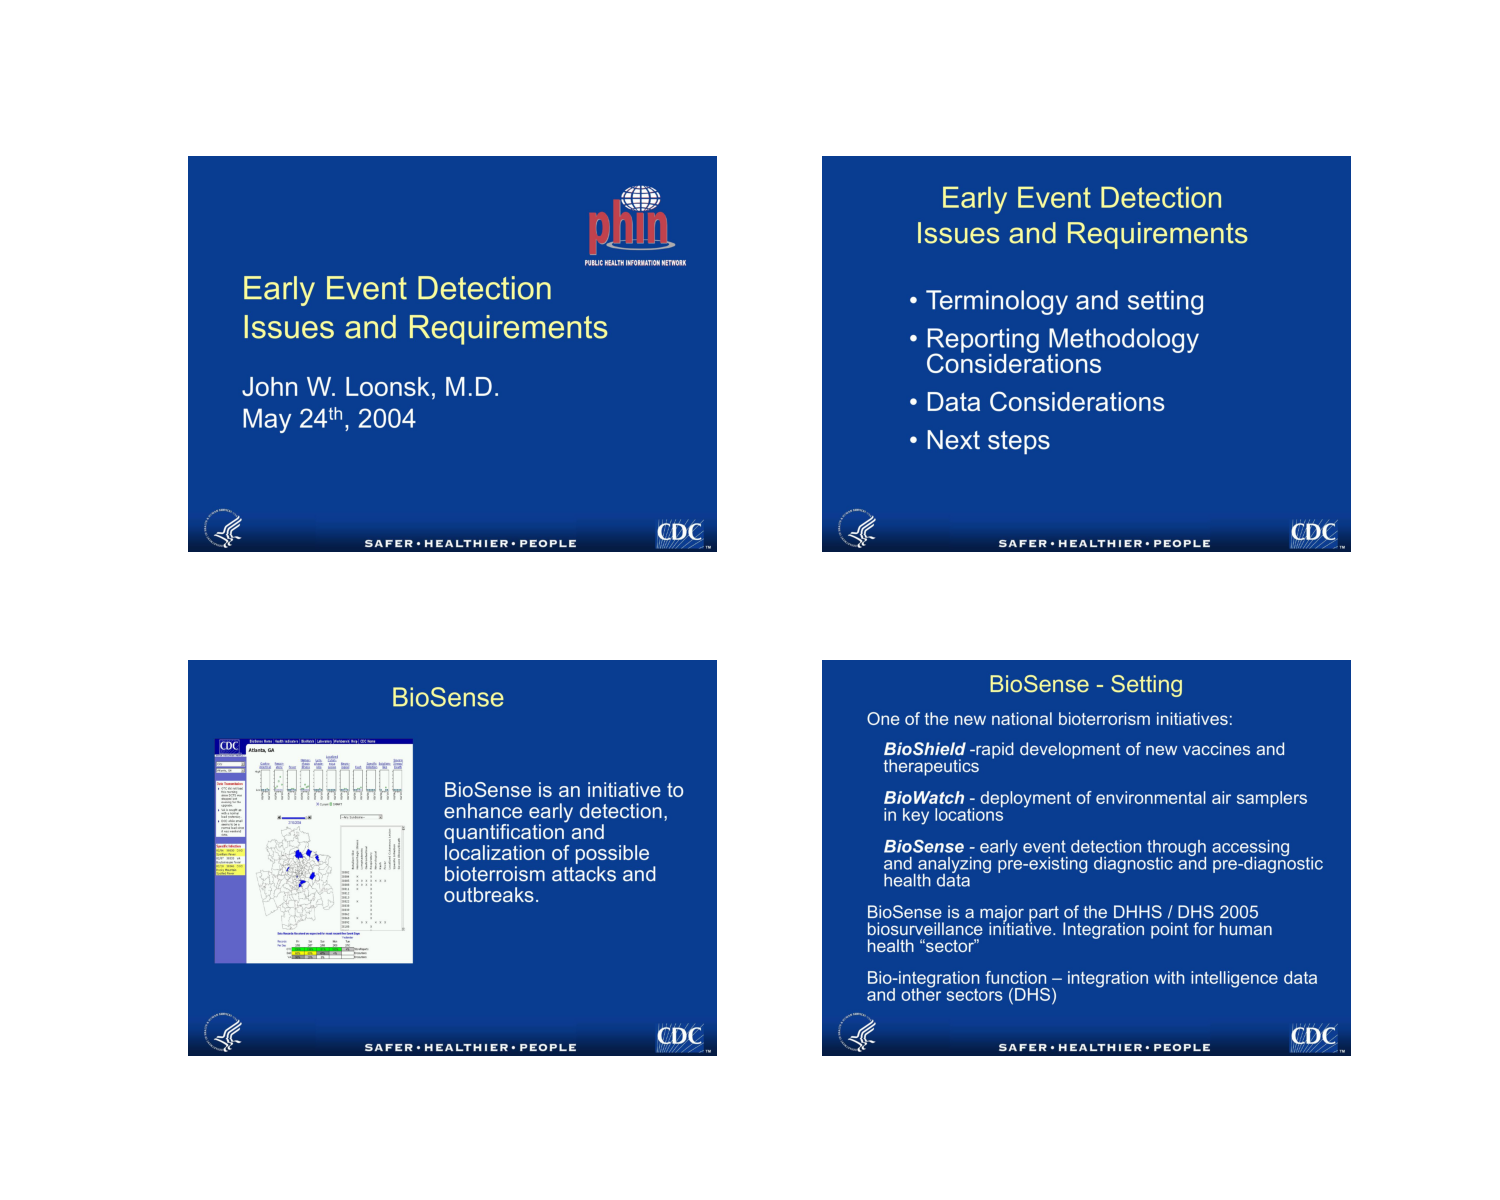 phin
PUBLIC HEALTH INFORMATION NETWORK
Early Event Detection
Issues and Requirements
John W. Loonsk, M.D.
May 24th, 2004
SAFER • HEALTHIER • PEOPLE
CDC
TM
Early Event Detection
Issues and Requirements
• Terminology and setting
• Reporting Methodology
Considerations
• Data Considerations
• Next steps
SAFER • HEALTHIER • PEOPLE
CDC
TM
BioSense
CDC
Atlanta, GA
BioSense is an initiative to
enhance early detection,
quantification and
localization of possible
bioterroism attacks and
outbreaks.
SAFER • HEALTHIER • PEOPLE
CDC
TM
BioSense - Setting
One of the new national bioterrorism initiatives:
BioShield -rapid development of new vaccines and
therapeutics
BioWatch - deployment of environmental air samplers
in key locations
BioSense - early event detection through accessing
and analyzing pre-existing diagnostic and pre-diagnostic
health data
BioSense is a major part of the DHHS / DHS 2005
biosurveillance initiative. Integration point for human
health “sector”
Bio-integration function – integration with intelligence data
and other sectors (DHS)
SAFER • HEALTHIER • PEOPLE
CDC
TM